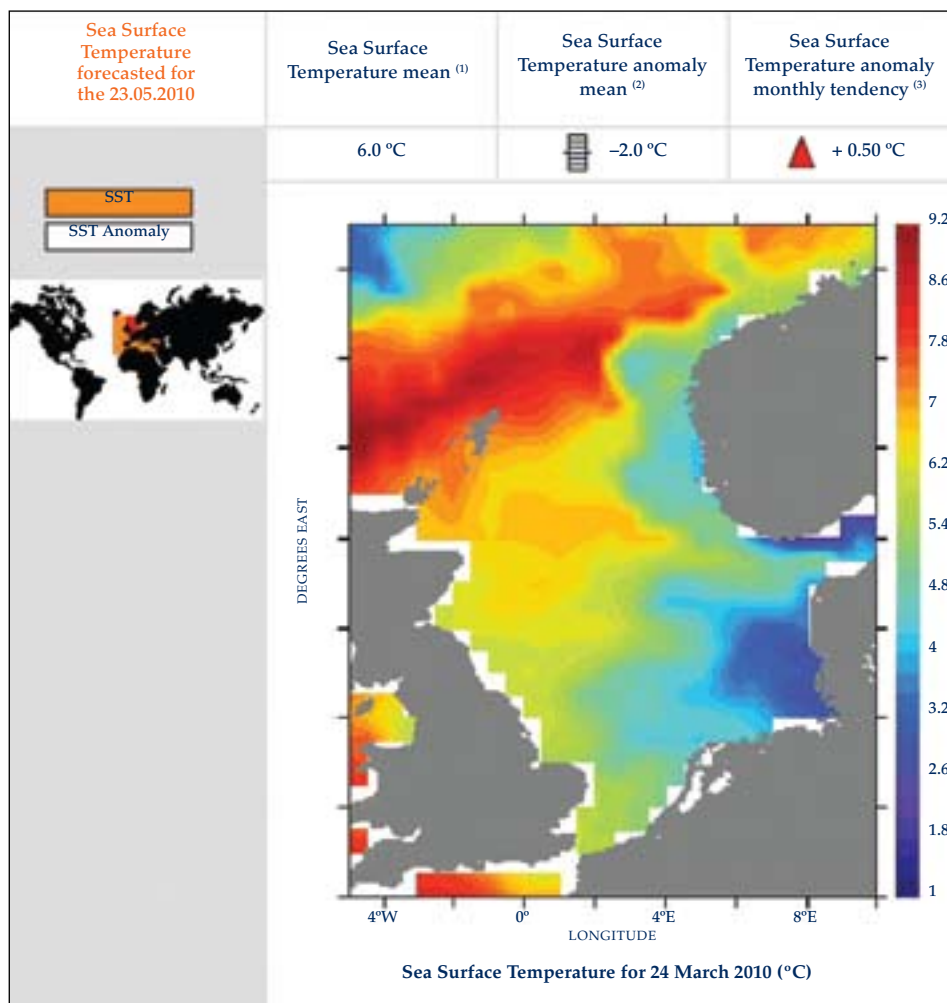 Sea Surface
Temperature
forecasted for
the 23.05.2010
Sea Surface
Temperature mean (1)
Sea Surface
Temperature anomaly
mean (2)
Sea Surface
Temperature anomaly
monthly tendency (3)
6.0 ºC
–2.0 ºC
+ 0.50 ºC
SST
SST Anomaly
DEGREES EAST
9.2
8.6
7.8
7
6.2
5.4
4.8
4
3.2
2.6
1.8
1
4ºW 0º 4ºE 8ºE
LONGITUDE
Sea Surface Temperature for 24 March 2010 (ºC)